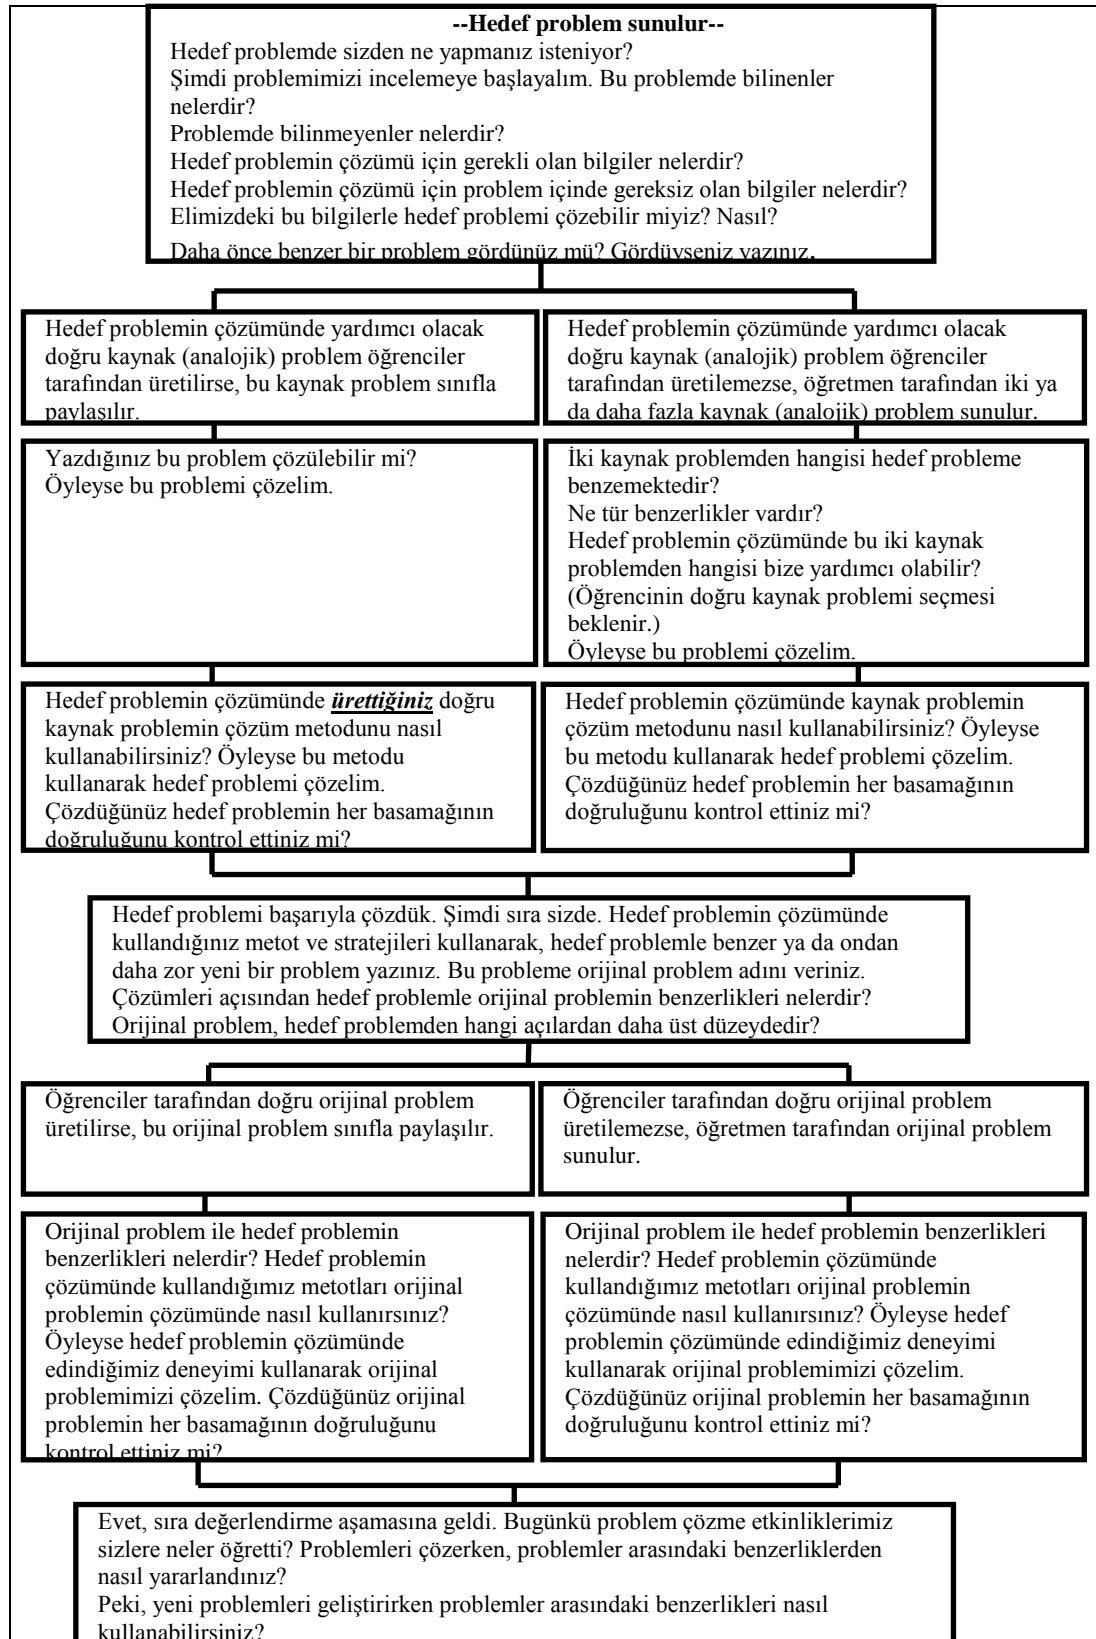 --Hedef problem sunulur--
Hedef problemde sizden ne yapmanız isteniyor?
Şimdi problemimizi incelemeye başlayalım. Bu problemde bilinenler
nelerdir?
Problemde bilinmeyenler nelerdir?
Hedef problemin çözümü için gerekli olan bilgiler nelerdir?
Hedef problemin çözümü için problem içinde gereksiz olan bilgiler nelerdir?
Elimizdeki bu bilgilerle hedef problemi çözebilir miyiz? Nasıl?
Daha önce benzer bir problem gördünüz mü? Gördüyseniz yazınız.
Hedef problemin çözümünde yardımcı olacak
doğru kaynak (analojik) problem öğrenciler
tarafından üretilirse, bu kaynak problem sınıfla
paylaşılır.
Hedef problemin çözümünde yardımcı olacak
doğru kaynak (analojik) problem öğrenciler
tarafından üretilemezse, öğretmen tarafından iki ya
da daha fazla kaynak (analojik) problem sunulur.
Yazdığınız bu problem çözülebilir mi?
Öyleyse bu problemi çözelim.
İki kaynak problemden hangisi hedef probleme
benzemektedir?
Ne tür benzerlikler vardır?
Hedef problemin çözümünde bu iki kaynak
problemden hangisi bize yardımcı olabilir?
(Öğrencinin doğru kaynak problemi seçmesi
beklenir.)
Öyleyse bu problemi çözelim.
Hedef problemin çözümünde ürettiğiniz doğru
kaynak problemin çözüm metodunu nasıl
kullanabilirsiniz? Öyleyse bu metodu
kullanarak hedef problemi çözelim.
Çözdüğünüz hedef problemin her basamağının
doğruluğunu kontrol ettiniz mi?
Hedef problemin çözümünde kaynak problemin
çözüm metodunu nasıl kullanabilirsiniz? Öyleyse
bu metodu kullanarak hedef problemi çözelim.
Çözdüğünüz hedef problemin her basamağının
doğruluğunu kontrol ettiniz mi?
Hedef problemi başarıyla çözdük. Şimdi sıra sizde. Hedef problemin çözümünde
kullandığınız metot ve stratejileri kullanarak, hedef problemle benzer ya da ondan
daha zor yeni bir problem yazınız. Bu probleme orijinal problem adını veriniz.
Çözümleri açısından hedef problemle orijinal problemin benzerlikleri nelerdir?
Orijinal problem, hedef problemden hangi açılardan daha üst düzeydedir?
Öğrenciler tarafından doğru orijinal problem
üretilirse, bu orijinal problem sınıfla paylaşılır.
Öğrenciler tarafından doğru orijinal problem
üretilemezse, öğretmen tarafından orijinal problem
sunulur.
Orijinal problem ile hedef problemin
benzerlikleri nelerdir? Hedef problemin
çözümünde kullandığımız metotları orijinal
problemin çözümünde nasıl kullanırsınız?
Öyleyse hedef problemin çözümünde
edindiğimiz deneyimi kullanarak orijinal
problemimizi çözelim. Çözdüğünüz orijinal
problemin her basamağının doğruluğunu
kontrol ettiniz mi?
Orijinal problem ile hedef problemin benzerlikleri
nelerdir? Hedef problemin çözümünde
kullandığımız metotları orijinal problemin
çözümünde nasıl kullanırsınız? Öyleyse hedef
problemin çözümünde edindiğimiz deneyimi
kullanarak orijinal problemimizi çözelim.
Çözdüğünüz orijinal problemin her basamağının
doğruluğunu kontrol ettiniz mi?
Evet, sıra değerlendirme aşamasına geldi. Bugünkü problem çözme etkinliklerimiz
sizlere neler öğretti? Problemleri çözerken, problemler arasındaki benzerliklerden
nasıl yararlandınız?
Peki, yeni problemleri geliştirirken problemler arasındaki benzerlikleri nasıl
kullanabilirsiniz?